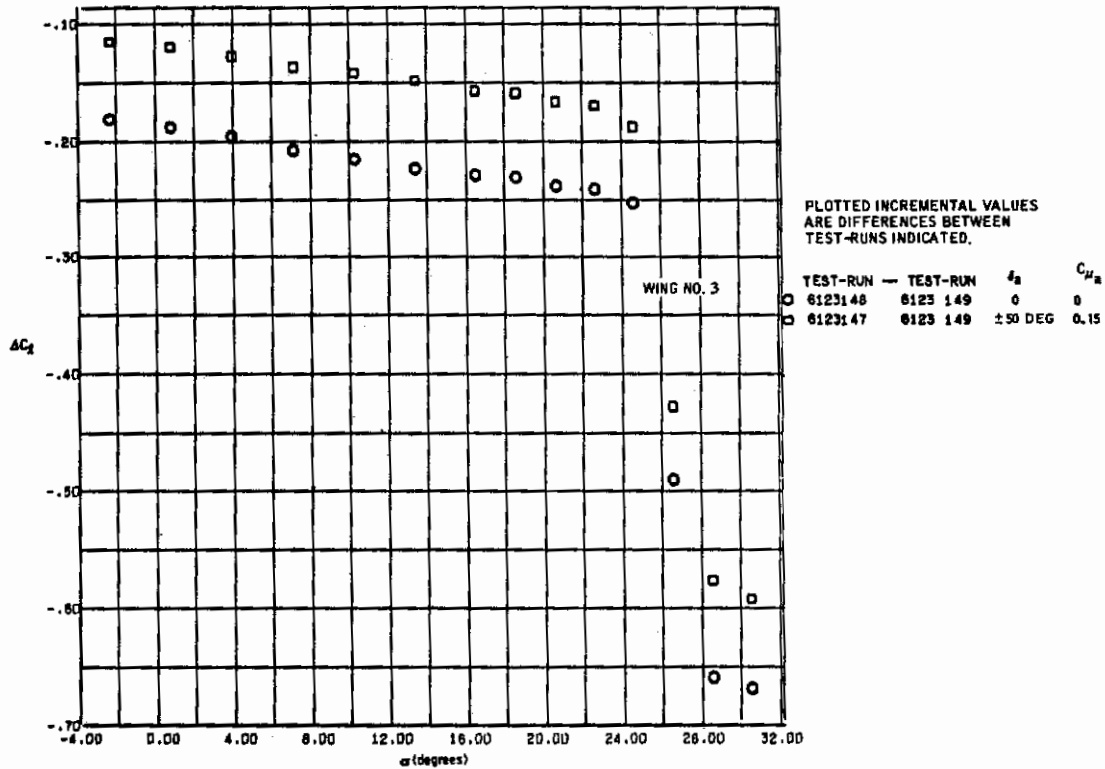 -.10
-.20
-.30
-.40
-.50
-.60
-.70
ΔCℓ
-4.00 0.00 4.00 8.00 12.00 16.00 20.00 24.00 28.00 32.00
α(degrees)
WING NO. 3
PLOTTED INCREMENTAL VALUES
ARE DIFFERENCES BETWEEN
TEST-RUNS INDICATED.
TEST-RUN — TEST-RUN δa Cμa
6123148 6123 149 0 0
6123147 6123 149 ±50 DEG 0.15